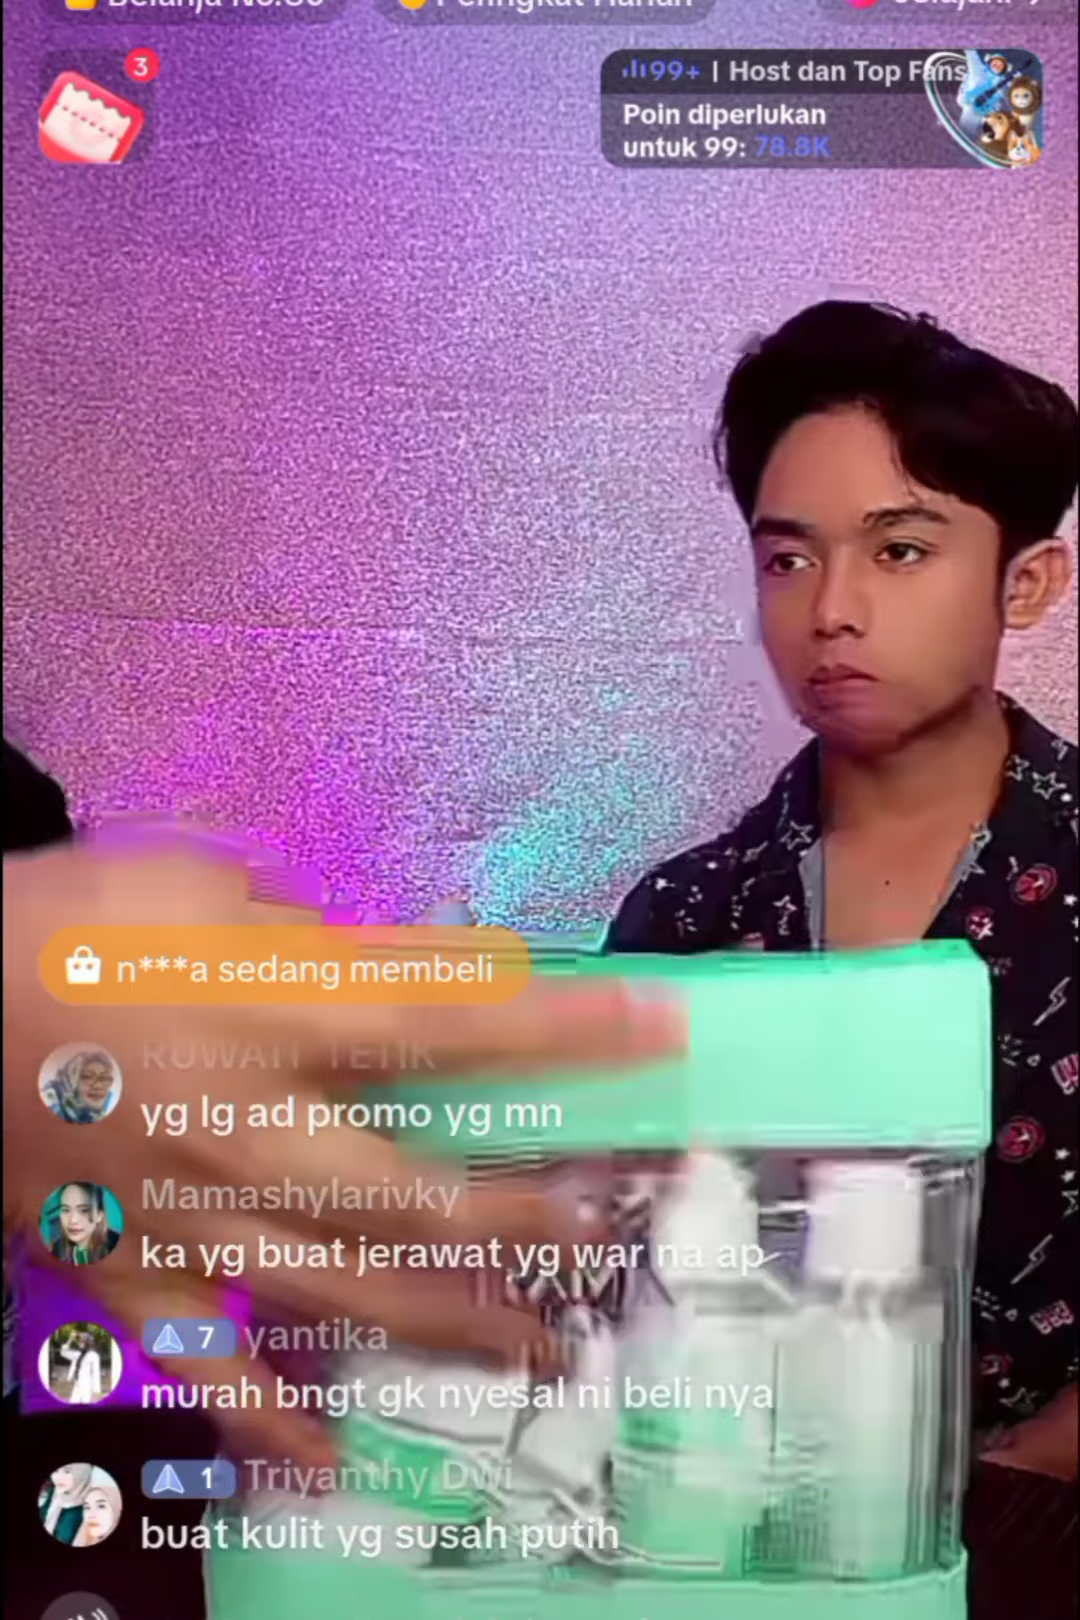 3
99+ | Host dan Top Fans
Poin diperlukan
untuk 99: 78.8K
n***a sedang membeli
RUWATI TETIK
yg lg ad promo yg mn
Mamashylarivky
ka yg buat jerawat yg war na ap
7 yantika
murah bngt gk nyesal ni beli nya
1 Triyanthy Dwi
buat kulit yg susah putih